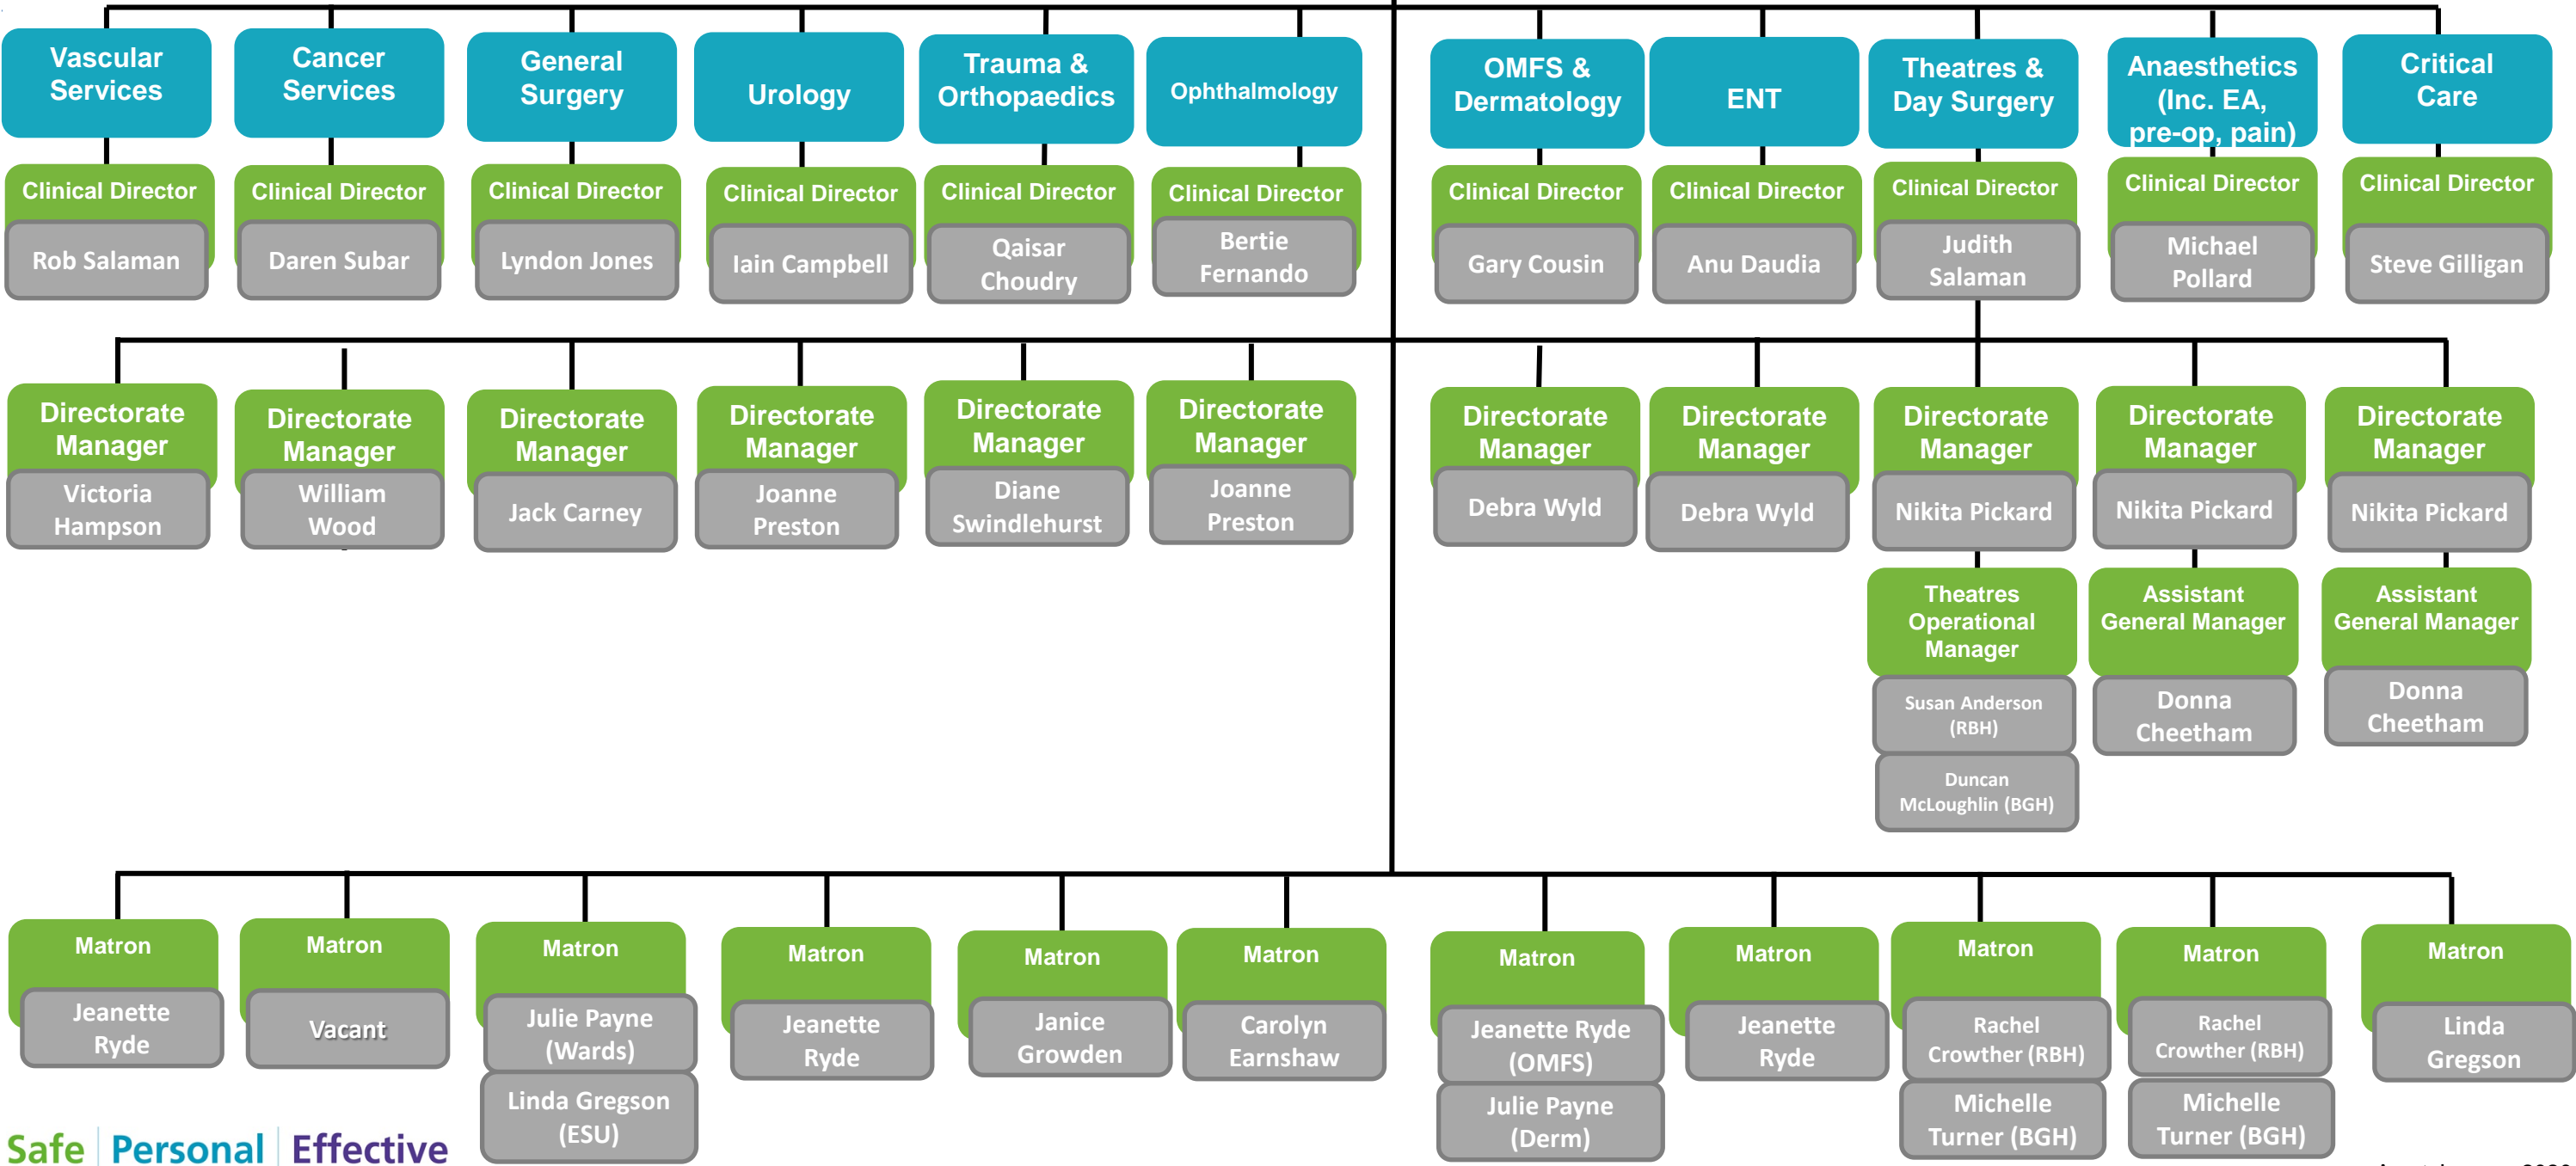 Vascular
Services
Cancer
Services
General
Surgery
Urology
Trauma &
Orthopaedics
Ophthalmology
OMFS &
Dermatology
ENT
Theatres &
Day Surgery
Anaesthetics
(Inc. EA,
pre-op, pain)
Critical
Care
Clinical Director
Rob Salaman
Clinical Director
Daren Subar
Clinical Director
Lyndon Jones
Clinical Director
Iain Campbell
Clinical Director
Qaisar
Choudry
Clinical Director
Bertie
Fernando
Clinical Director
Gary Cousin
Clinical Director
Anu Daudia
Clinical Director
Judith
Salaman
Clinical Director
Michael
Pollard
Clinical Director
Steve Gilligan
Directorate
Manager
Victoria
Hampson
Directorate
Manager
William
Wood
Directorate
Manager
Jack Carney
Directorate
Manager
Joanne
Preston
Directorate
Manager
Diane
Swindlehurst
Directorate
Manager
Joanne
Preston
Directorate
Manager
Debra Wyld
Directorate
Manager
Debra Wyld
Directorate
Manager
Nikita Pickard
Directorate
Manager
Nikita Pickard
Directorate
Manager
Nikita Pickard
Theatres
Operational
Manager
Susan Anderson
(RBH)
Duncan
McLoughlin (BGH)
Assistant
General Manager
Donna
Cheetham
Assistant
General Manager
Donna
Cheetham
Matron
Jeanette
Ryde
Matron
Vacant
Matron
Julie Payne
(Wards)
Linda Gregson
(ESU)
Matron
Jeanette
Ryde
Matron
Janice
Growden
Matron
Carolyn
Earnshaw
Matron
Jeanette Ryde
(OMFS)
Julie Payne
(Derm)
Matron
Jeanette
Ryde
Matron
Rachel
Crowther (RBH)
Michelle
Turner (BGH)
Matron
Rachel
Crowther (RBH)
Michelle
Turner (BGH)
Matron
Linda
Gregson
Safe Personal Effective